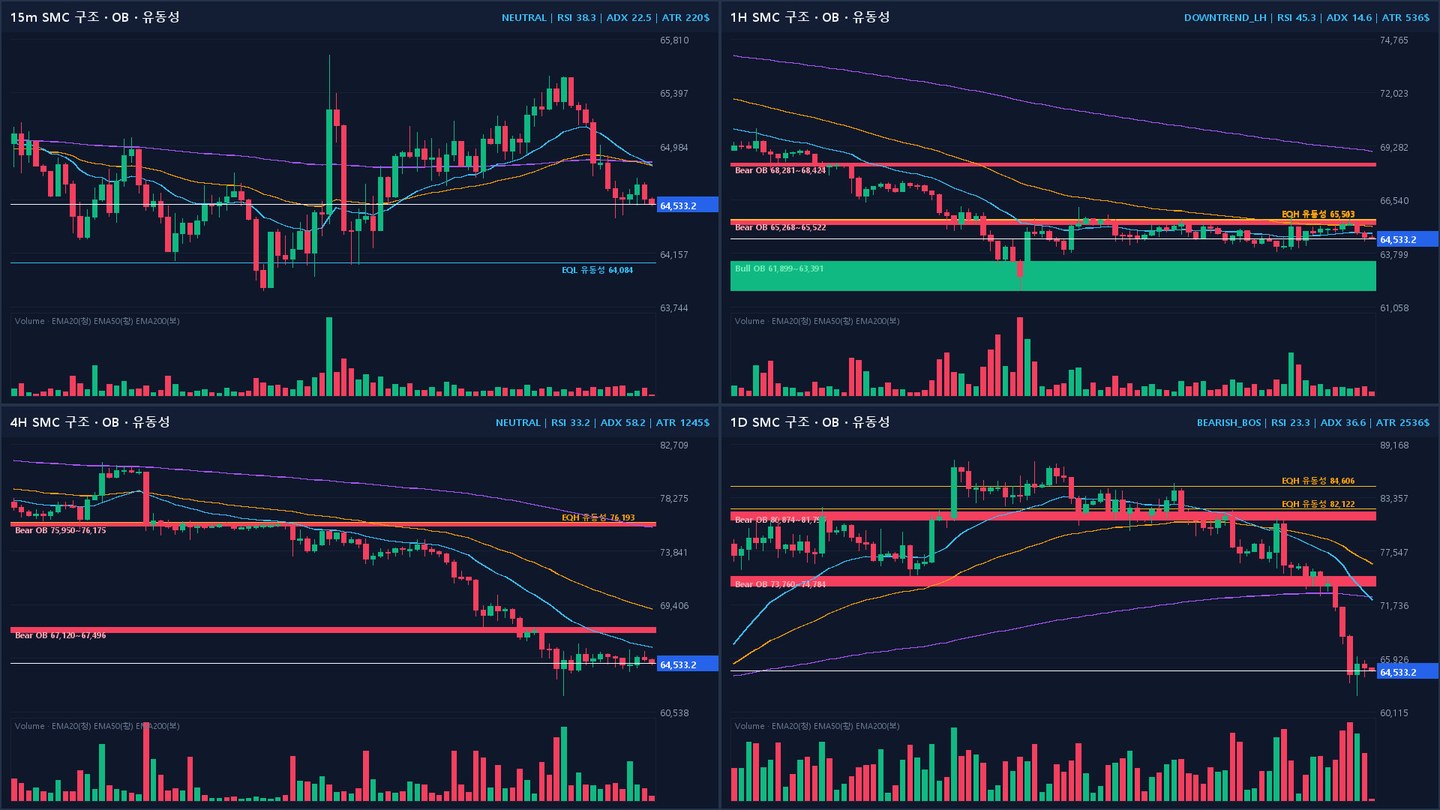 15m SMC 구조 · OB · 유동성
NEUTRAL | RSI 38.3 | ADX 22.5 | ATR 220$
65,810
65,397
64,984
64,533.2
64,157
EQL 유동성 64,084
63,744
Volume · EMA20(청) EMA50(황) EMA200(보)
1H SMC 구조 · OB · 유동성
DOWNTREND_LH | RSI 45.3 | ADX 14.6 | ATR 536$
74,765
72,023
69,282
Bear OB 68,281~68,424
66,540
EQH 유동성 65,503
Bear OB 65,268~65,522
64,533.2
63,799
Bull OB 61,899~63,391
61,058
Volume · EMA20(청) EMA50(황) EMA200(보)
4H SMC 구조 · OB · 유동성
NEUTRAL | RSI 33.2 | ADX 58.2 | ATR 1245$
82,709
78,275
EQH 유동성 76,193
Bear OB 75,950~76,175
73,841
69,406
Bear OB 67,120~67,496
64,533.2
60,538
Volume · EMA20(청) EMA50(황) EMA200(보)
1D SMC 구조 · OB · 유동성
BEARISH_BOS | RSI 23.3 | ADX 36.6 | ATR 2536$
89,168
EQH 유동성 84,606
83,357
EQH 유동성 82,122
Bear OB
77,547
Bear OB 73,760~74,784
71,736
65,926
64,533.2
60,115
Volume · EMA20(청) EMA50(황) EMA200(보)